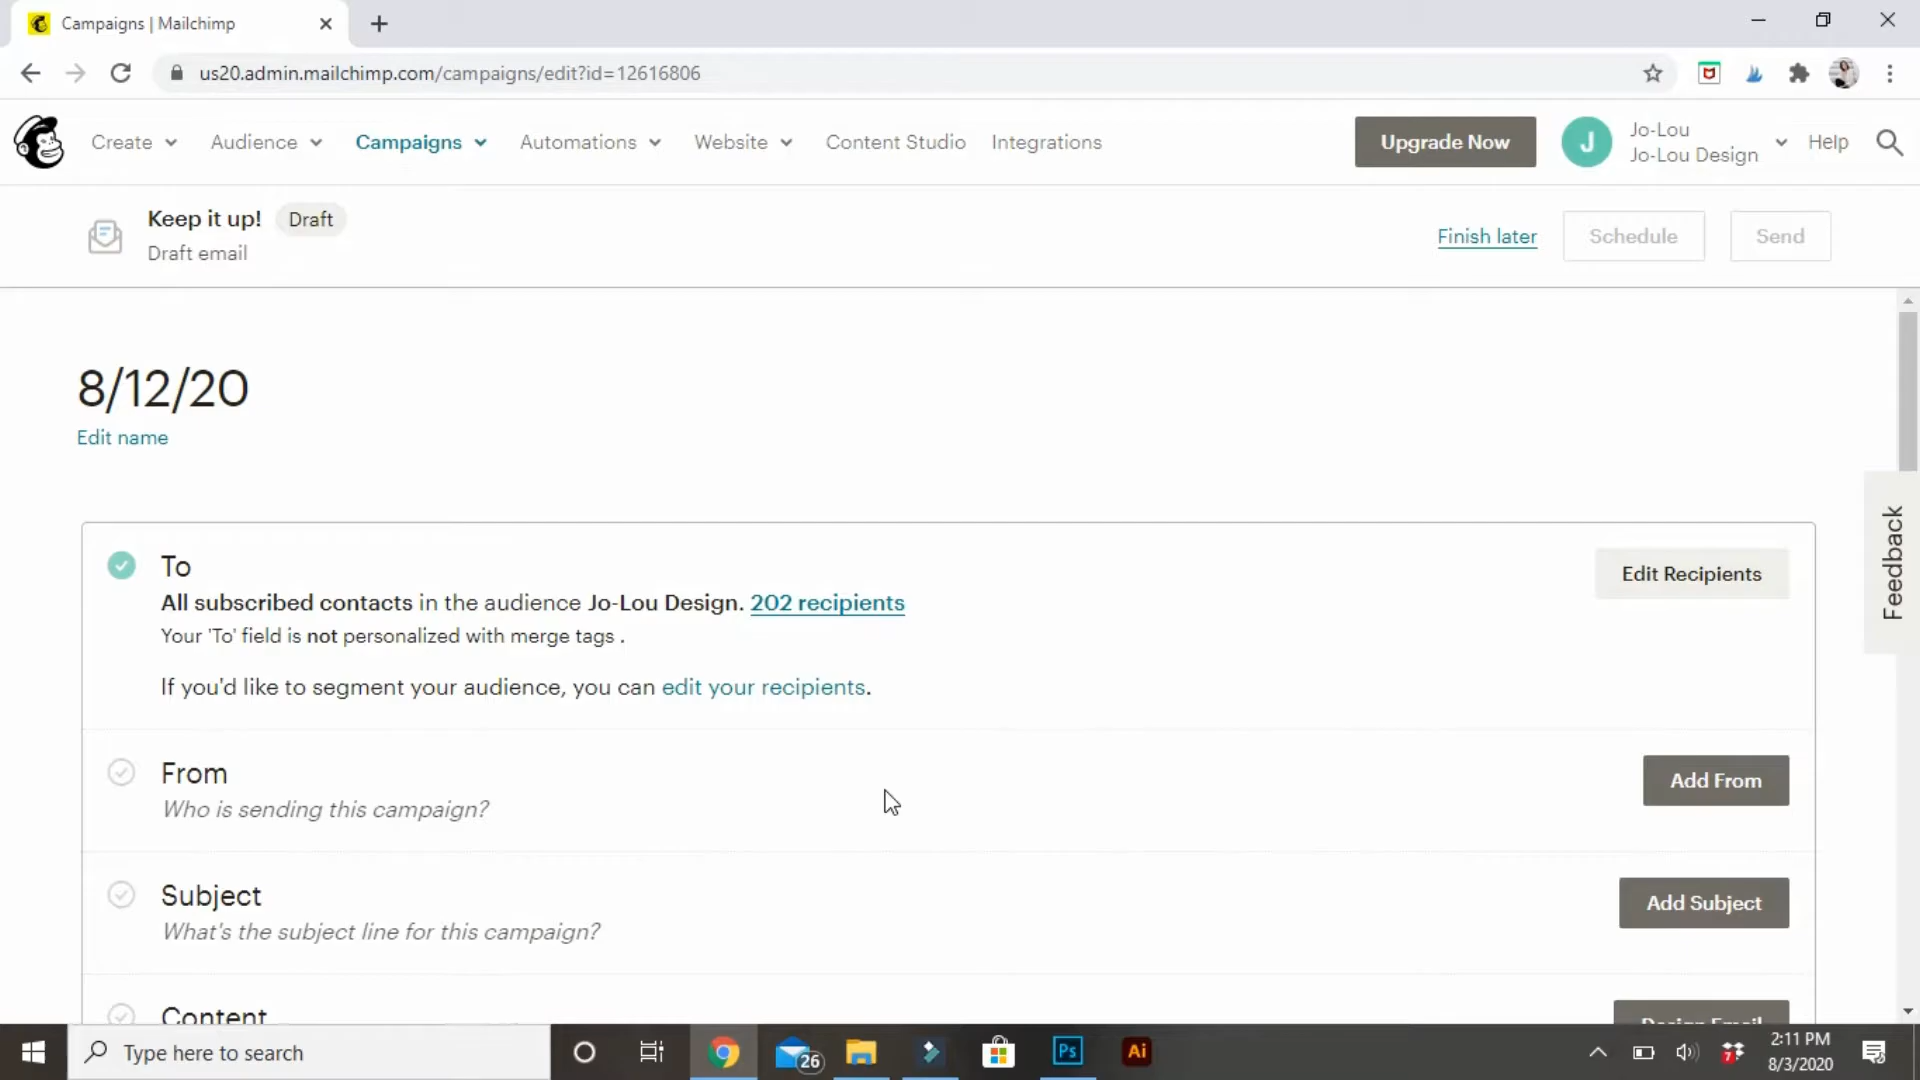 Campaigns | Mailchimp
us20.admin.mailchimp.com/campaigns/edit?id=12616806
Create
Audience
Campaigns
Automations
Website
Content Studio
Integrations
Upgrade Now
J
Jo-Lou
Jo-Lou Design
Help
Keep it up!
Draft
Draft email
Finish later
Schedule
Send
8/12/20
Edit name
To
Edit Recipients
All subscribed contacts in the audience Jo-Lou Design. 202 recipients
Your 'To' field is not personalized with merge tags .
If you'd like to segment your audience, you can edit your recipients.
Feedback
From
Who is sending this campaign?
Add From
Subject
What's the subject line for this campaign?
Add Subject
Content
Design Email
Type here to search
26
Ps
Ai
7
2:11 PM
8/3/2020